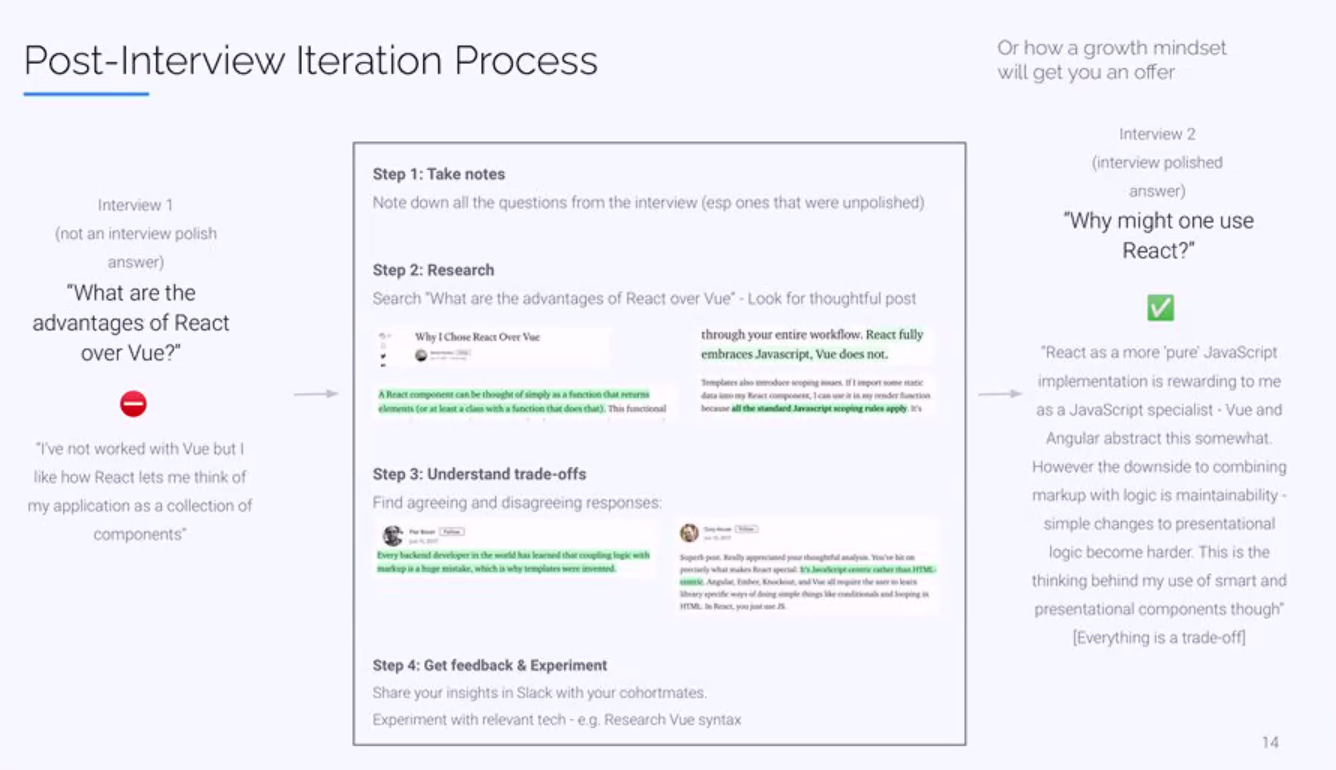 Post-Interview Iteration Process
Or how a growth mindset
will get you an offer
Interview 1
(not an interview polish
answer)
"What are the
advantages of React
over Vue?"
"I've not worked with Vue but I
like how React lets me think of
my application as a collection of
components"
Step 1: Take notes
Note down all the questions from the interview (esp ones that were unpolished)
Step 2: Research
Search "What are the advantages of React over Vue" - Look for thoughtful post
Why I Chose React Over Vue
A React component can be thought of simply as a function that returns
elements (or at least a class with a function that does that). This functional
through your entire workflow. React fully
embraces Javascript, Vue does not.
Templates also introduce scoping issues. If I import some static
data into my React component, I can use it in my render function
because all the standard Javascript scoping rules apply. It's
Step 3: Understand trade-offs
Find agreeing and disagreeing responses:
Follow
Jun 11, 2017
Every backend developer in the world has learned that coupling logic with
markup is a huge mistake, which is why templates were invented.
Follow
Jun 11, 2017
Superb post. Really appreciated your thoughtful analysis. You've hit on
precisely what makes React special: It's JavaScript-centric rather than HTML-
centric. Angular, Ember, Knockout, and Vue all require the user to learn
library specific ways of doing simple things like conditionals and looping in
HTML. In React, you just use JS.
Step 4: Get feedback & Experiment
Share your insights in Slack with your cohortmates.
Experiment with relevant tech - e.g. Research Vue syntax
Interview 2
(interview polished
answer)
"Why might one use
React?"
"React as a more 'pure' JavaScript
implementation is rewarding to me
as a JavaScript specialist - Vue and
Angular abstract this somewhat.
However the downside to combining
markup with logic is maintainability -
simple changes to presentational
logic become harder. This is the
thinking behind my use of smart and
presentational components though"
[Everything is a trade-off]
14